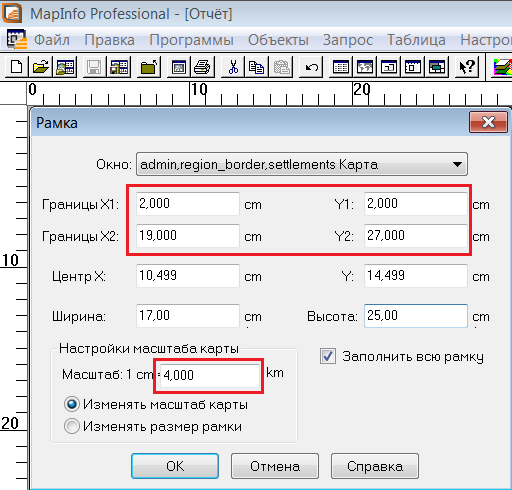 MapInfo Professional - [Отчёт]
Файл Правка Программы Объекты Запрос Таблица Настро
0 10 20
Рамка
Окно: admin,region_border,settlements Карта
Границы X1: 2,000 cm Y1: 2,000 cm
Границы X2: 19,000 cm Y2: 27,000 cm
10
Центр X: 10,499 cm Y: 14,499 cm
Ширина: 17,00 cm Высота: 25,00 cm
Настройки масштаба карты
Заполнить всю рамку
Масштаб: 1 cm = 4,000 km
Изменять масштаб карты
20
Изменять размер рамки
ОК Отмена Справка